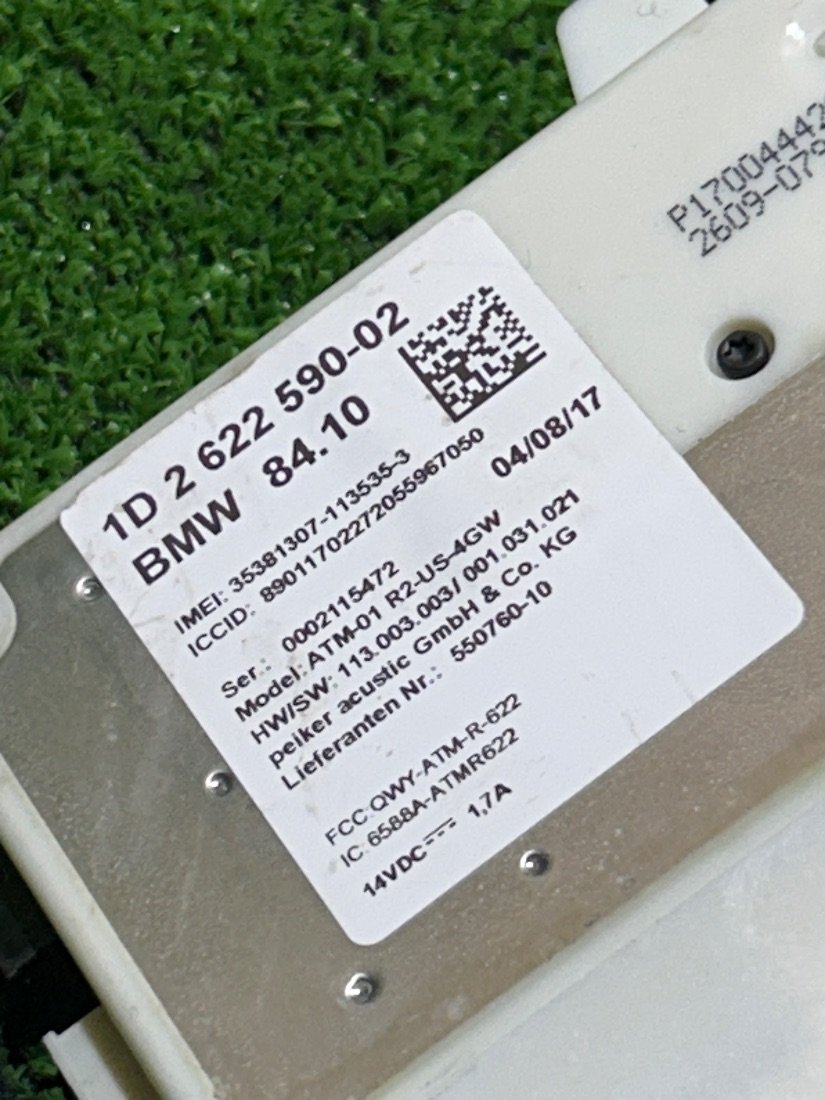 P17004442
2609-079
1D 2 622 590-02
BMW 84.10
IMEI: 35381307-113535-3
ICCID: 89011702272055967050
04/08/17
Ser.: 0002115472
Model: ATM-01 R2-US-4GW
HW/SW: 113.003.003/ 001.031.021
peiker acustic GmbH & Co. KG
Lieferanten Nr.: 550760-10
FCC:QWY-ATM-R-622
IC: 6588A-ATMR622
14VDC 1,7A